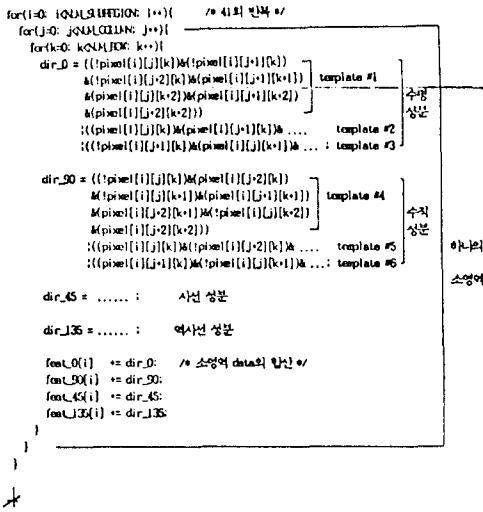 for(i=0; i<NUM_SUBREGION; i++){ /* 41회 반복 */
for(j=0; j<NUM_COLUMN; j++){
for(k=0; k<NUM_ROW; k++){
dir_0 = ((!pixel[i][j][k])&(pixel[i][j+1][k])
&(pixel[i][j+2][k])&(!pixel[i][j+1][k+1]) template #1
&(pixel[i][j][k+2])&(pixel[i][j+1][k+2]) 수평
&(pixel[i][j+2][k+2])) 성분
|((pixel[i][j][k])&(!pixel[i][j+1][k])& .... template #2
|((!pixel[i][j+1][k])&(pixel[i][j][k+1])& ... ; template #3
dir_90 = ((!pixel[i][j][k])&(pixel[i][j+2][k])
&(!pixel[i][j][k+1])&(pixel[i][j+1][k+1]) template #4
&(pixel[i][j+2][k+1])&(!pixel[i][j][k+2]) 수직
&(pixel[i][j+2][k+2])) 성분
|((pixel[i][j][k])&(!pixel[i][j+2][k])& ... template #5 하나의
|((pixel[i][j+1][k])&(!pixel[i][j][k+1])& ...; template #6
소영역
dir_45 = ...... ; 사선 성분
dir_135 = ...... ; 역사선 성분
feat_0[i] += dir_0; /* 소영역 data의 합산 */
feat_90[i] += dir_90;
feat_45[i] += dir_45;
feat_135[i] += dir_135;
}
}
}